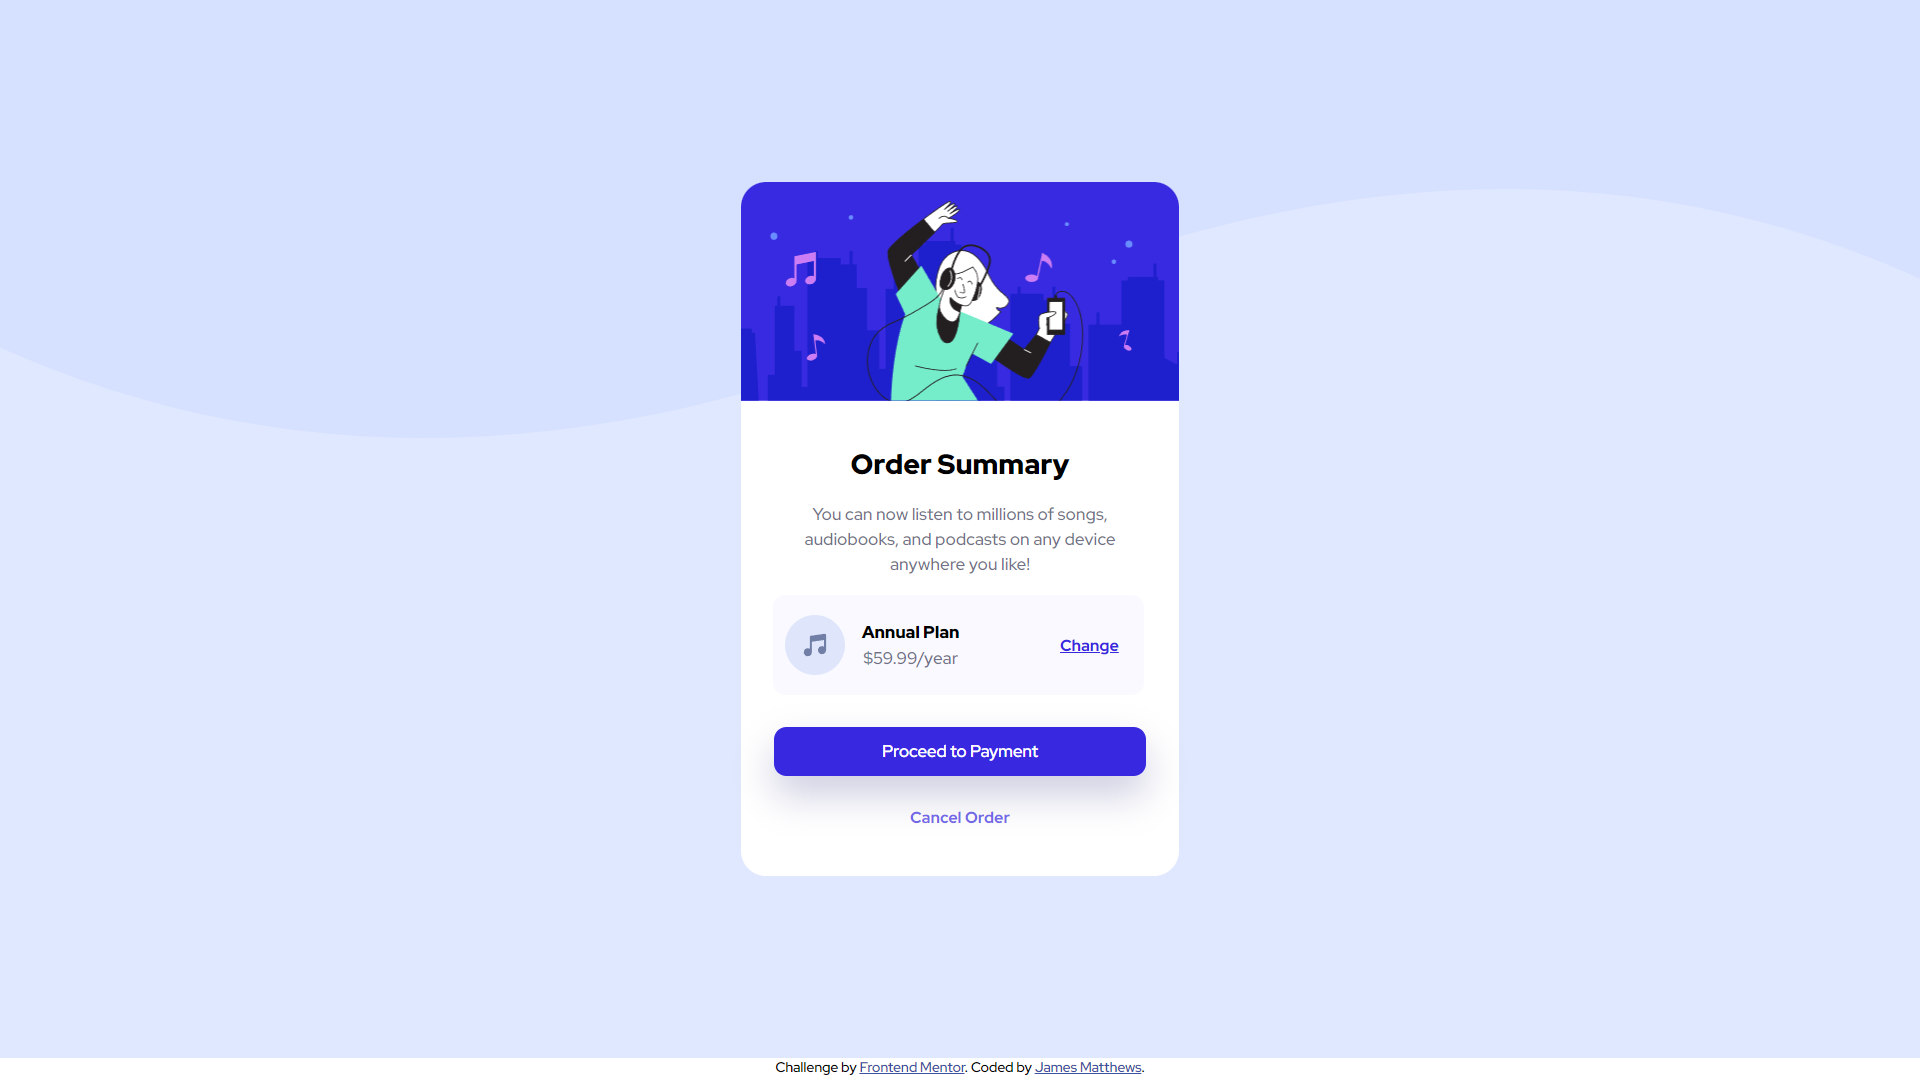 Order Summary
You can now listen to millions of songs,
audiobooks, and podcasts on any device
anywhere you like!
Annual Plan
$59.99/year
Change
Proceed to Payment
Cancel Order
Challenge by Frontend Mentor. Coded by James Matthews.